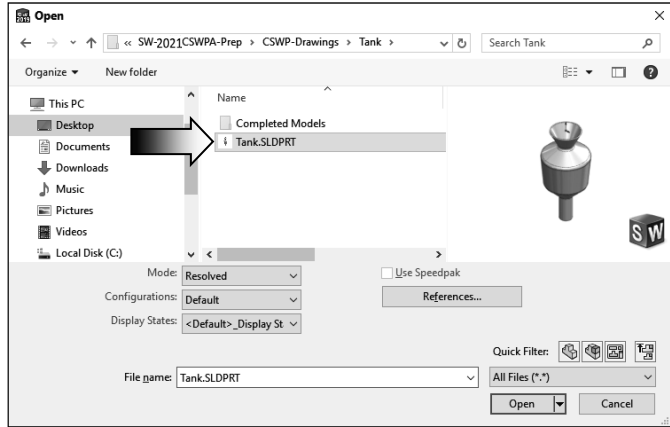 Open
« SW-2021CSWPA-Prep > CSWP-Drawings > Tank >
Search Tank
Organize
New folder
This PC
Desktop
Documents
Downloads
Music
Pictures
Videos
Local Disk (C:)
Name
Completed Models
Tank.SLDPRT
SW
Mode: Resolved
Configurations: Default
Display States: <Default>_Display St
Use Speedpak
References...
Quick Filter:
File name: Tank.SLDPRT
All Files (*.*)
Open
Cancel